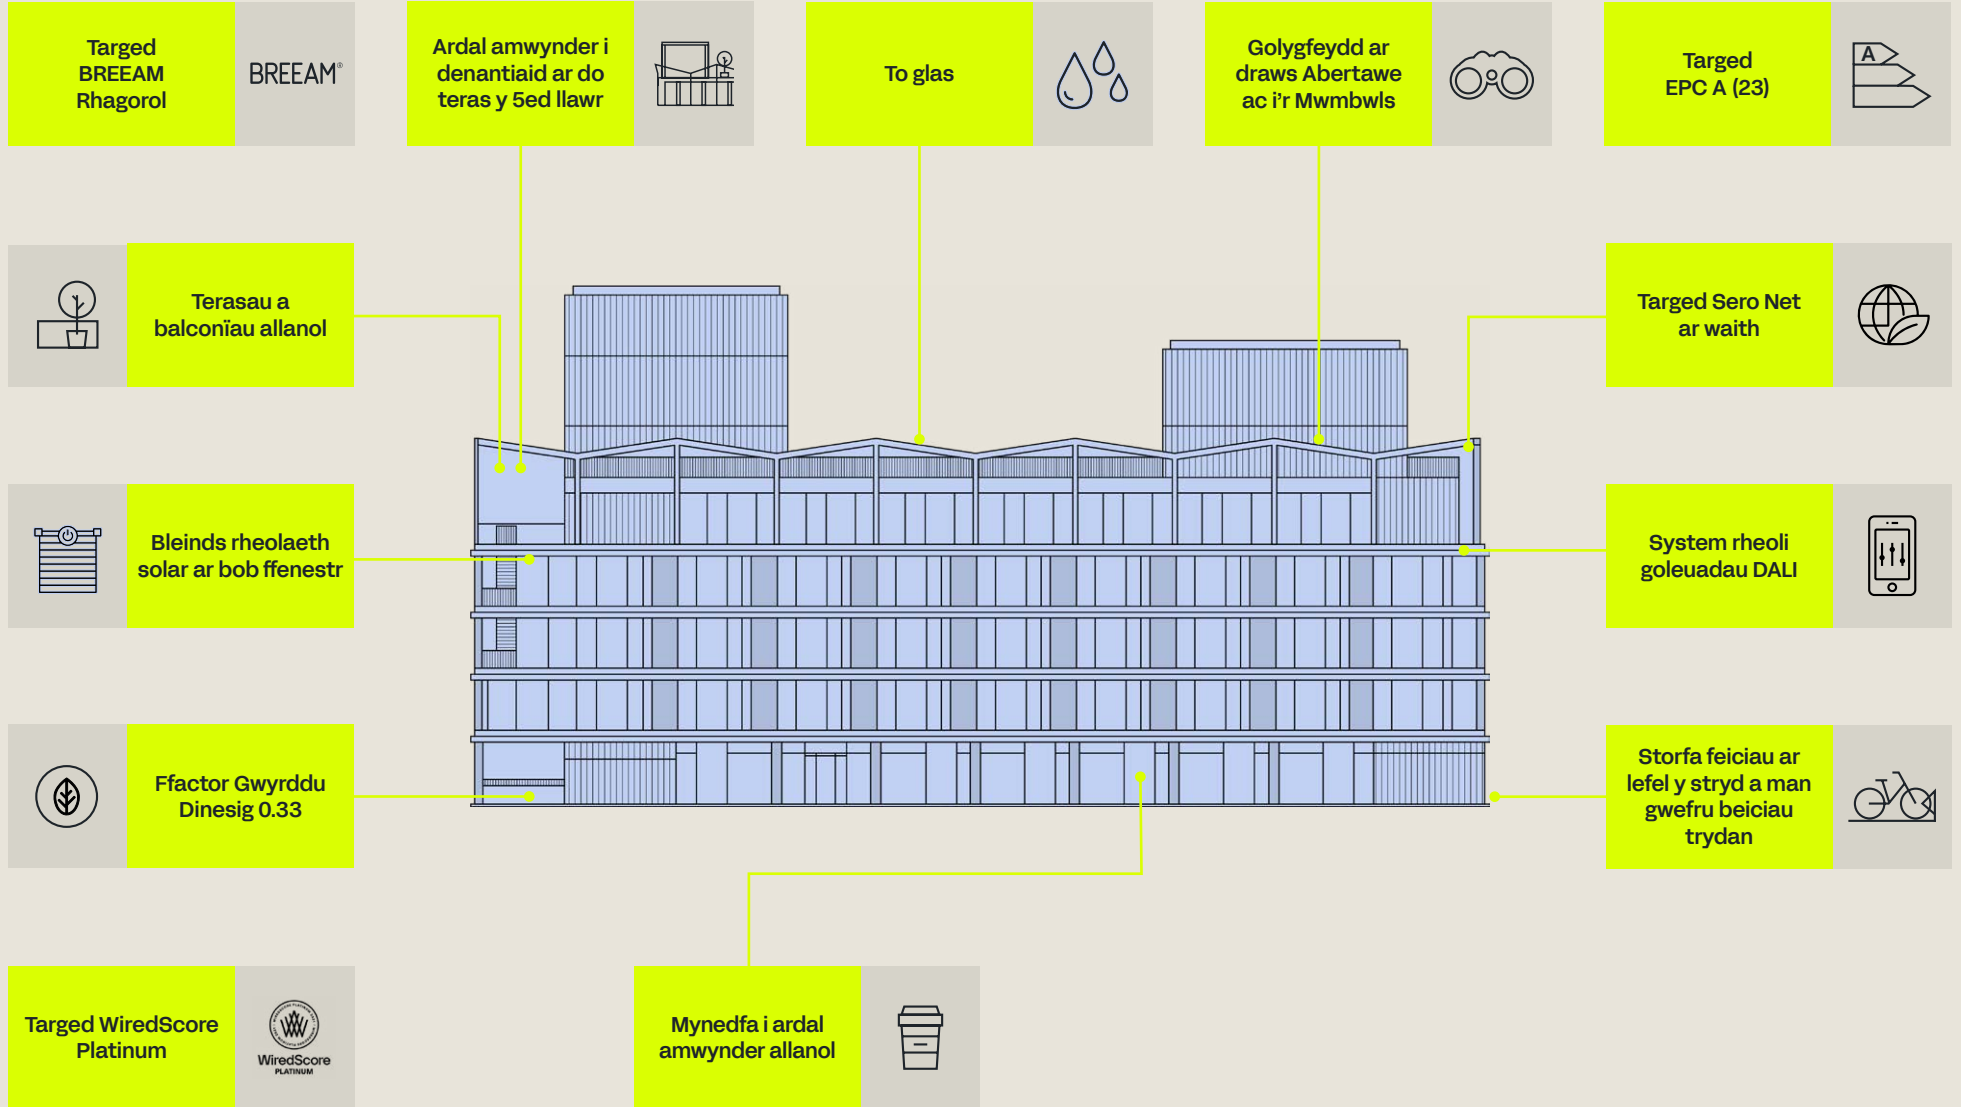 Targed
BREEAM
Rhagorol
BREEAM®
Ardal amwynder i
denantiaid ar do
teras y 5ed llawr
To glas
Golygfeydd ar
draws Abertawe
ac i'r Mwmbwls
Targed
EPC A (23)
A
Terasau a
balconïau allanol
Targed Sero Net
ar waith
Bleinds rheolaeth
solar ar bob ffenestr
System rheoli
goleuadau DALI
Ffactor Gwyrddu
Dinesig 0.33
Storfa feiciau ar
lefel y stryd a man
gwefru beiciau
trydan
Targed WiredScore
Platinum
WiredScore
PLATINUM
Mynedfa i ardal
amwynder allanol